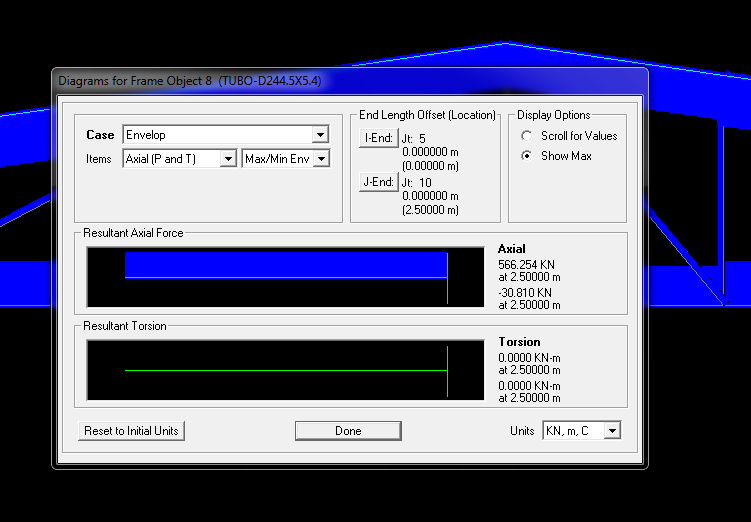 Diagrams for Frame Object 8 (TUBO-D244.5X5.4)
Case Envelop
Items Axial (P and T) Max/Min Env
End Length Offset (Location)
I-End: Jt: 5
0.000000 m
(0.00000 m)
J-End: Jt: 10
0.000000 m
(2.50000 m)
Display Options
Scroll for Values
Show Max
Resultant Axial Force
Axial
566.254 KN
at 2.50000 m
-30.810 KN
at 2.50000 m
Resultant Torsion
Torsion
0.0000 KN-m
at 2.50000 m
0.0000 KN-m
at 2.50000 m
Reset to Initial Units
Done
Units KN, m, C